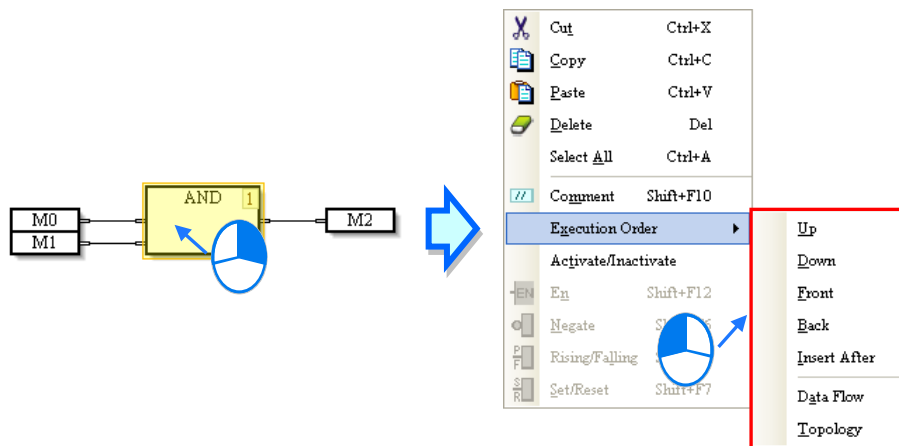 AND 1
M0
M1
M2
Cut Ctrl+X
Copy Ctrl+C
Paste Ctrl+V
Delete Del
Select All Ctrl+A
// Comment Shift+F10
Execution Order
Activate/Inactivate
EN En Shift+F12
Negate
P F Rising/Falling
S R Set/Reset Shift+F7
Up
Down
Front
Back
Insert After
Data Flow
Topology